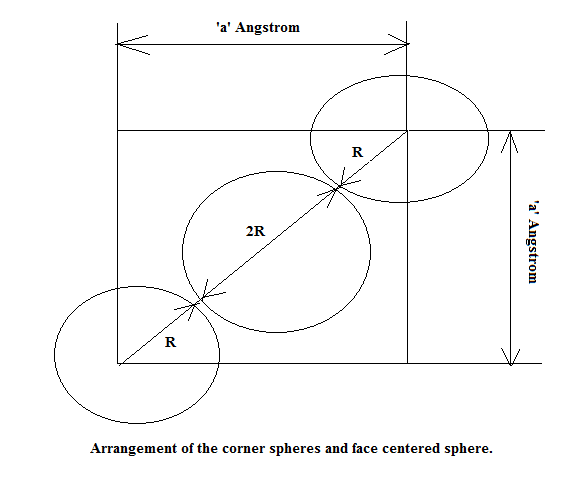 'a' Angstrom
R
2R
'a' Angstrom
R
Arrangement of the corner spheres and face centered sphere.